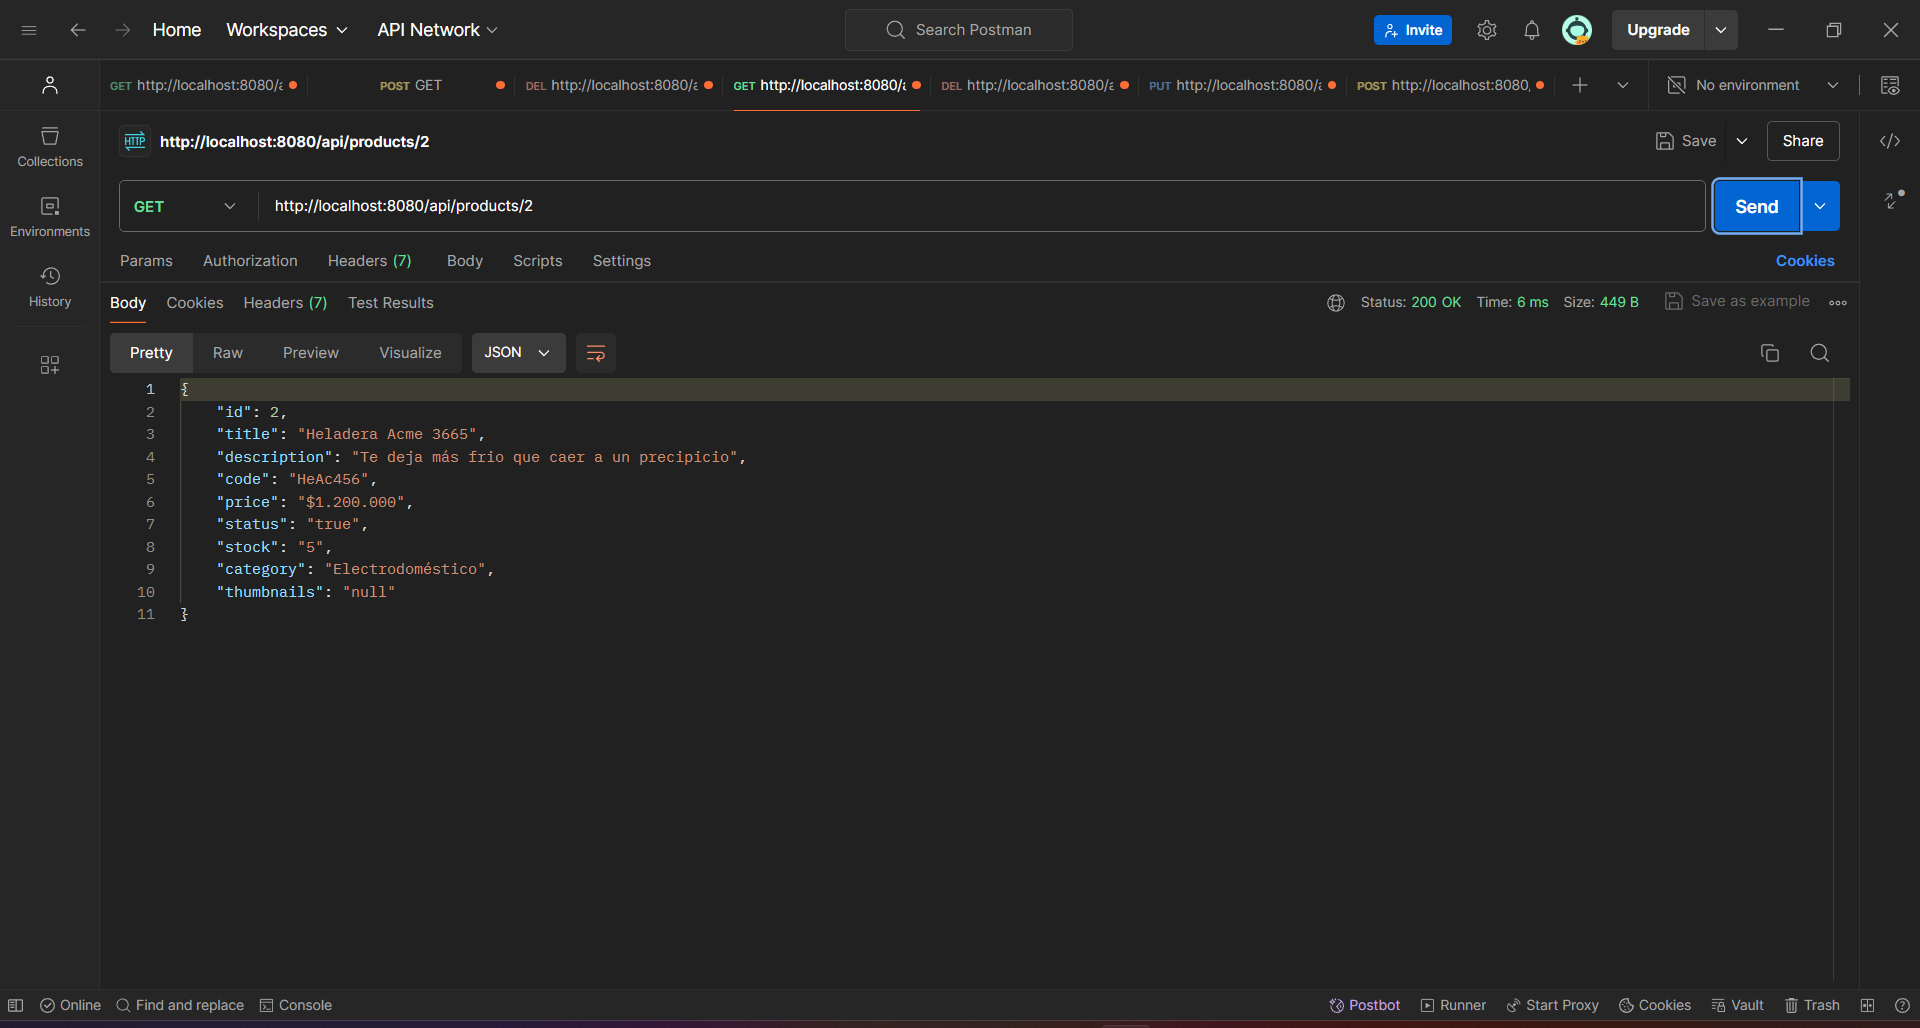 Home Workspaces API Network Search Postman Invite Upgrade
GET http://localhost:8080/a POST GET DEL http://localhost:8080/a GET http://localhost:8080/a DEL http://localhost:8080/a PUT http://localhost:8080/a POST http://localhost:8080/ No environment
Collections
Environments
History
HTTP http://localhost:8080/api/products/2 Save Share
GET http://localhost:8080/api/products/2 Send
Params Authorization Headers (7) Body Scripts Settings Cookies
Body Cookies Headers (7) Test Results Status: 200 OK Time: 6 ms Size: 449 B Save as example
Pretty Raw Preview Visualize JSON
1 {
2 "id": 2,
3 "title": "Heladera Acme 3665",
4 "description": "Te deja más frio que caer a un precipicio",
5 "code": "HeAc456",
6 "price": "$1.200.000",
7 "status": "true",
8 "stock": "5",
9 "category": "Electrodoméstico",
10 "thumbnails": "null"
11 }
Online Find and replace Console Postbot Runner Start Proxy Cookies Vault Trash